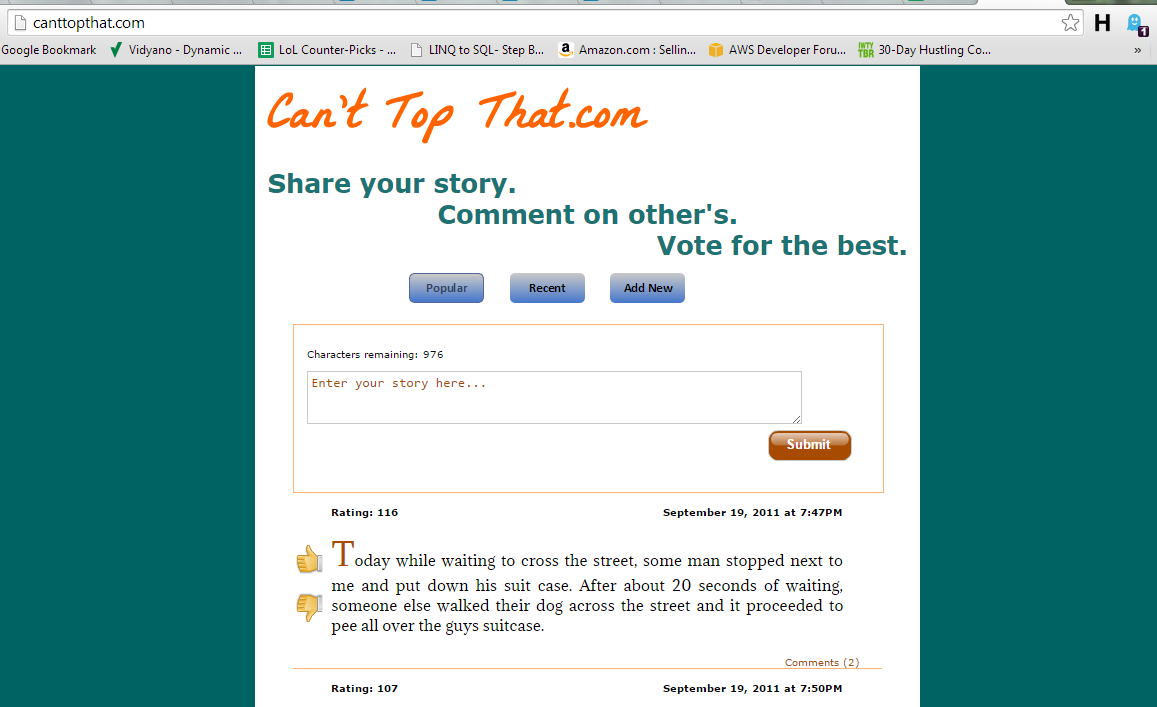 canttopthat.com
H
1
Google Bookmark Vidyano - Dynamic ... LoL Counter-Picks - ... LINQ to SQL- Step B... a Amazon.com : Sellin... AWS Developer Foru... IWTY TBR 30-Day Hustling Co... »
Can't Top That.com
Share your story.
Comment on other's.
Vote for the best.
Popular Recent Add New
Characters remaining: 976
Enter your story here...
Submit
Rating: 116 September 19, 2011 at 7:47PM
Today while waiting to cross the street, some man stopped next to
me and put down his suit case. After about 20 seconds of waiting,
someone else walked their dog across the street and it proceeded to
pee all over the guys suitcase.
Comments (2)
Rating: 107 September 19, 2011 at 7:50PM